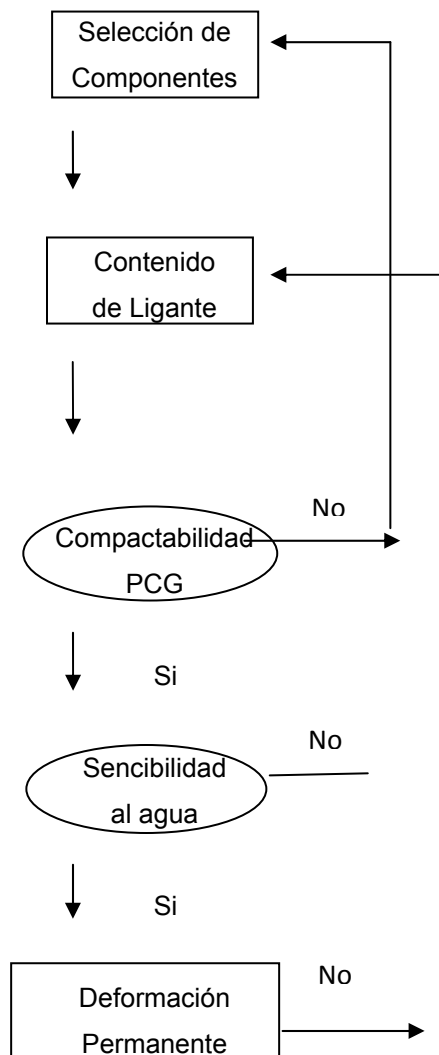 Selección de
Componentes
Contenido
de Ligante
No
Compactabilidad
PCG
Si
No
Sencibilidad
al agua
Si
No
Deformación
Permanente